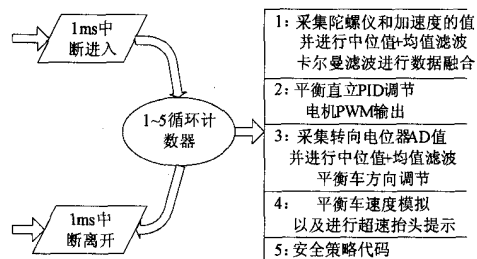 1ms中
断进入
1~5循环计
数器
1ms中
断离开
1：采集陀螺仪和加速度的值
并进行中位值+均值滤波
卡尔曼滤波进行数据融合
2：平衡直立PID调节
电机PWM输出
3：采集转向电位器AD值
并进行中位值+均值滤波
平衡车方向调节
4： 平衡车速度模拟
以及进行超速抬头提示
5：安全策略代码